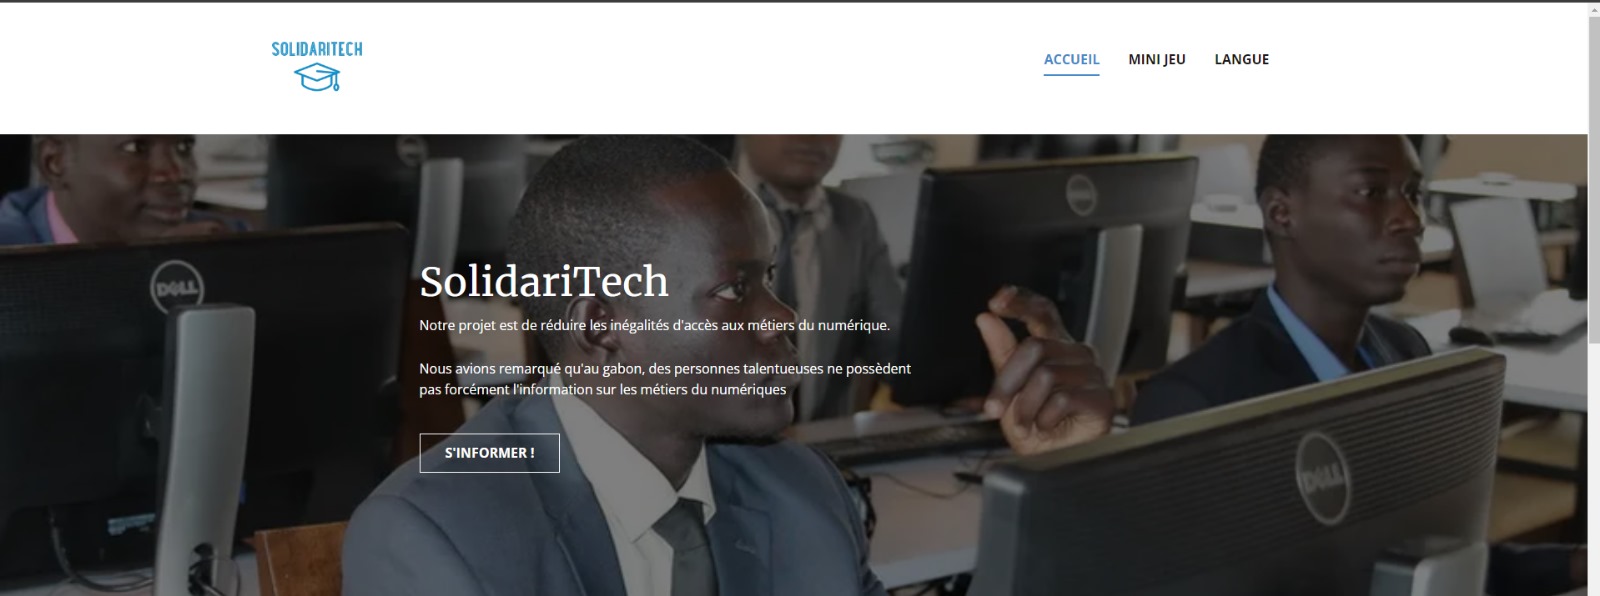 SOLIDARITECH
ACCUEIL MINI JEU LANGUE
DELL
DELL
SolidariTech
Notre projet est de réduire les inégalités d'accès aux métiers du numérique.
Nous avions remarqué qu'au gabon, des personnes talentueuses ne possèdent
pas forcément l'information sur les métiers du numériques
S'INFORMER !
DELL